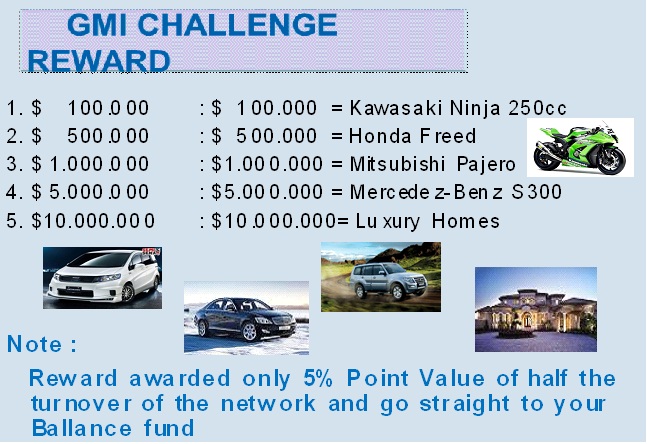 GMI CHALLENGE
REWARD
1. $ 100.000 : $ 100.000 = Kawasaki Ninja 250cc
2. $ 500.000 : $ 500.000 = Honda Freed
3. $ 1.000.000 : $1.000.000 = Mitsubishi Pajero
4. $ 5.000.000 : $5.000.000 = Mercedez-Benz S300
5. $10.000.000 : $10.000.000= Luxury Homes
Note :
Reward awarded only 5% Point Value of half the
turnover of the network and go straight to your
Ballance fund